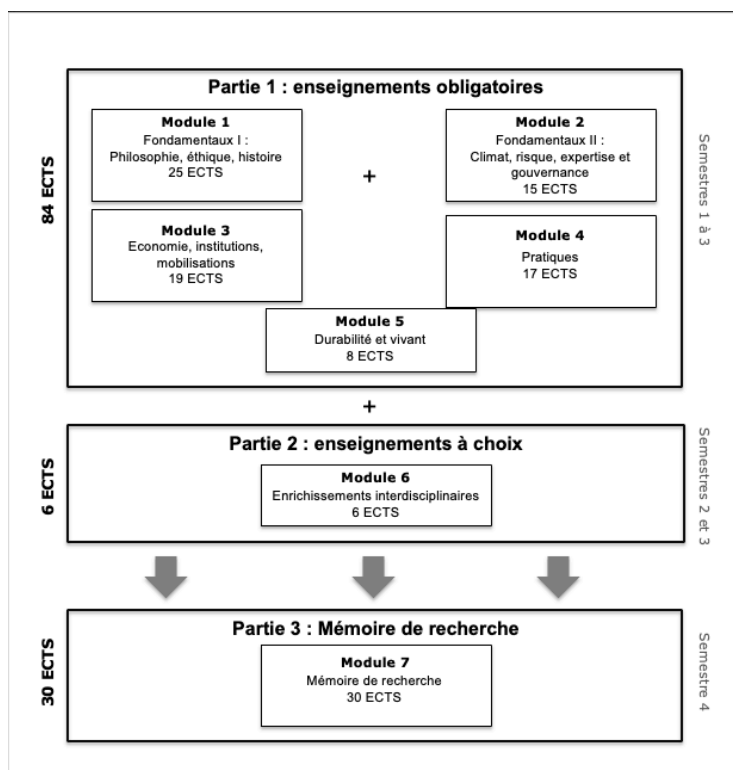 Partie 1 : enseignements obligatoires
Module 1
Fondamentaux I :
Philosophie, éthique, histoire
25 ECTS
+
Module 2
Fondamentaux II :
Climat, risque, expertise et
gouvernance
15 ECTS
84 ECTS
Semestres 1 à 3
Module 3
Economie, institutions,
mobilisations
19 ECTS
Module 4
Pratiques
17 ECTS
Module 5
Durabilité et vivant
8 ECTS
+
Partie 2 : enseignements à choix
6 ECTS
Module 6
Enrichissements interdisciplinaires
6 ECTS
Semestres 2 et 3
Partie 3 : Mémoire de recherche
30 ECTS
Module 7
Mémoire de recherche
30 ECTS
Semestre 4